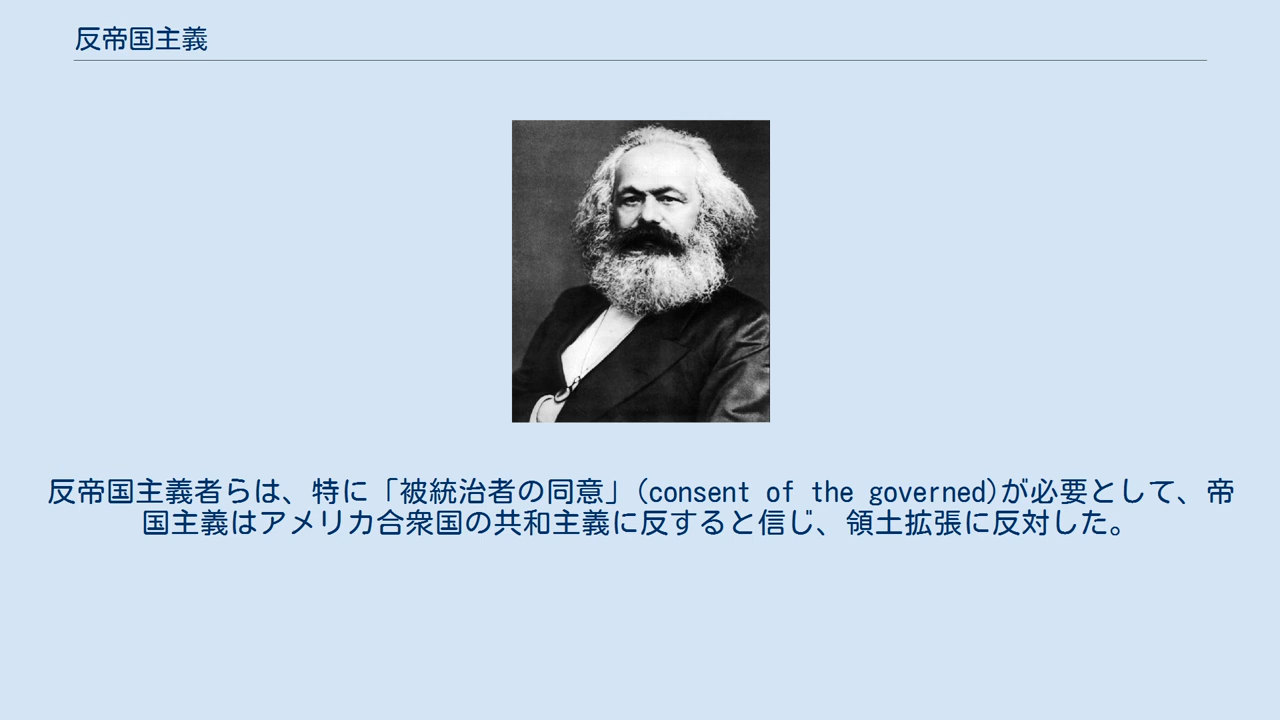 反帝国主義
反帝国主義者らは、特に「被統治者の同意」(consent of the governed)が必要として、帝
国主義はアメリカ合衆国の共和主義に反すると信じ、領土拡張に反対した。